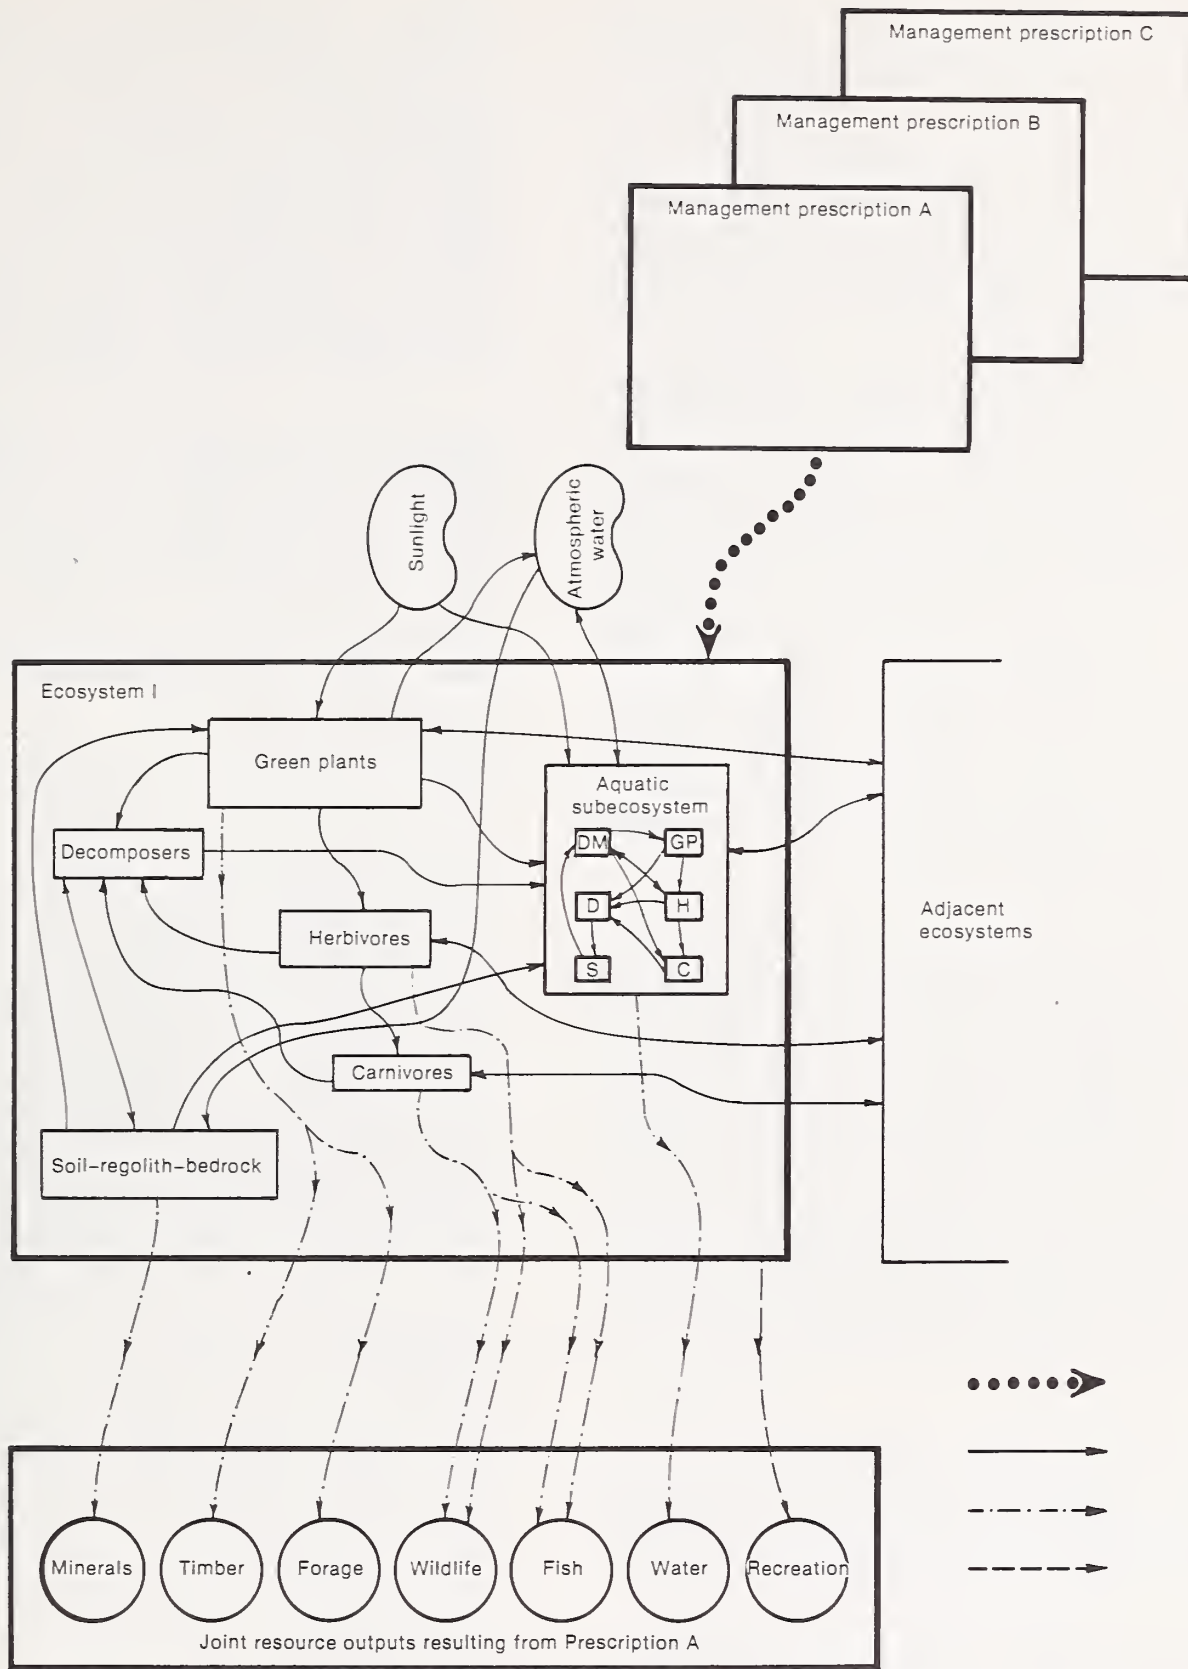 Management prescription C
Management prescription B
Management prescription A
Sunlight
Atmospheric
water
Ecosystem I
Green plants
Aquatic
subecosystem
DM
GP
Decomposers
D
H
Herbivores
S
C
Adjacent
ecosystems
Carnivores
Soil-regolith-bedrock
Minerals
Timber
Forage
Wildlife
Fish
Water
Recreation
Joint resource outputs resulting from Prescription A